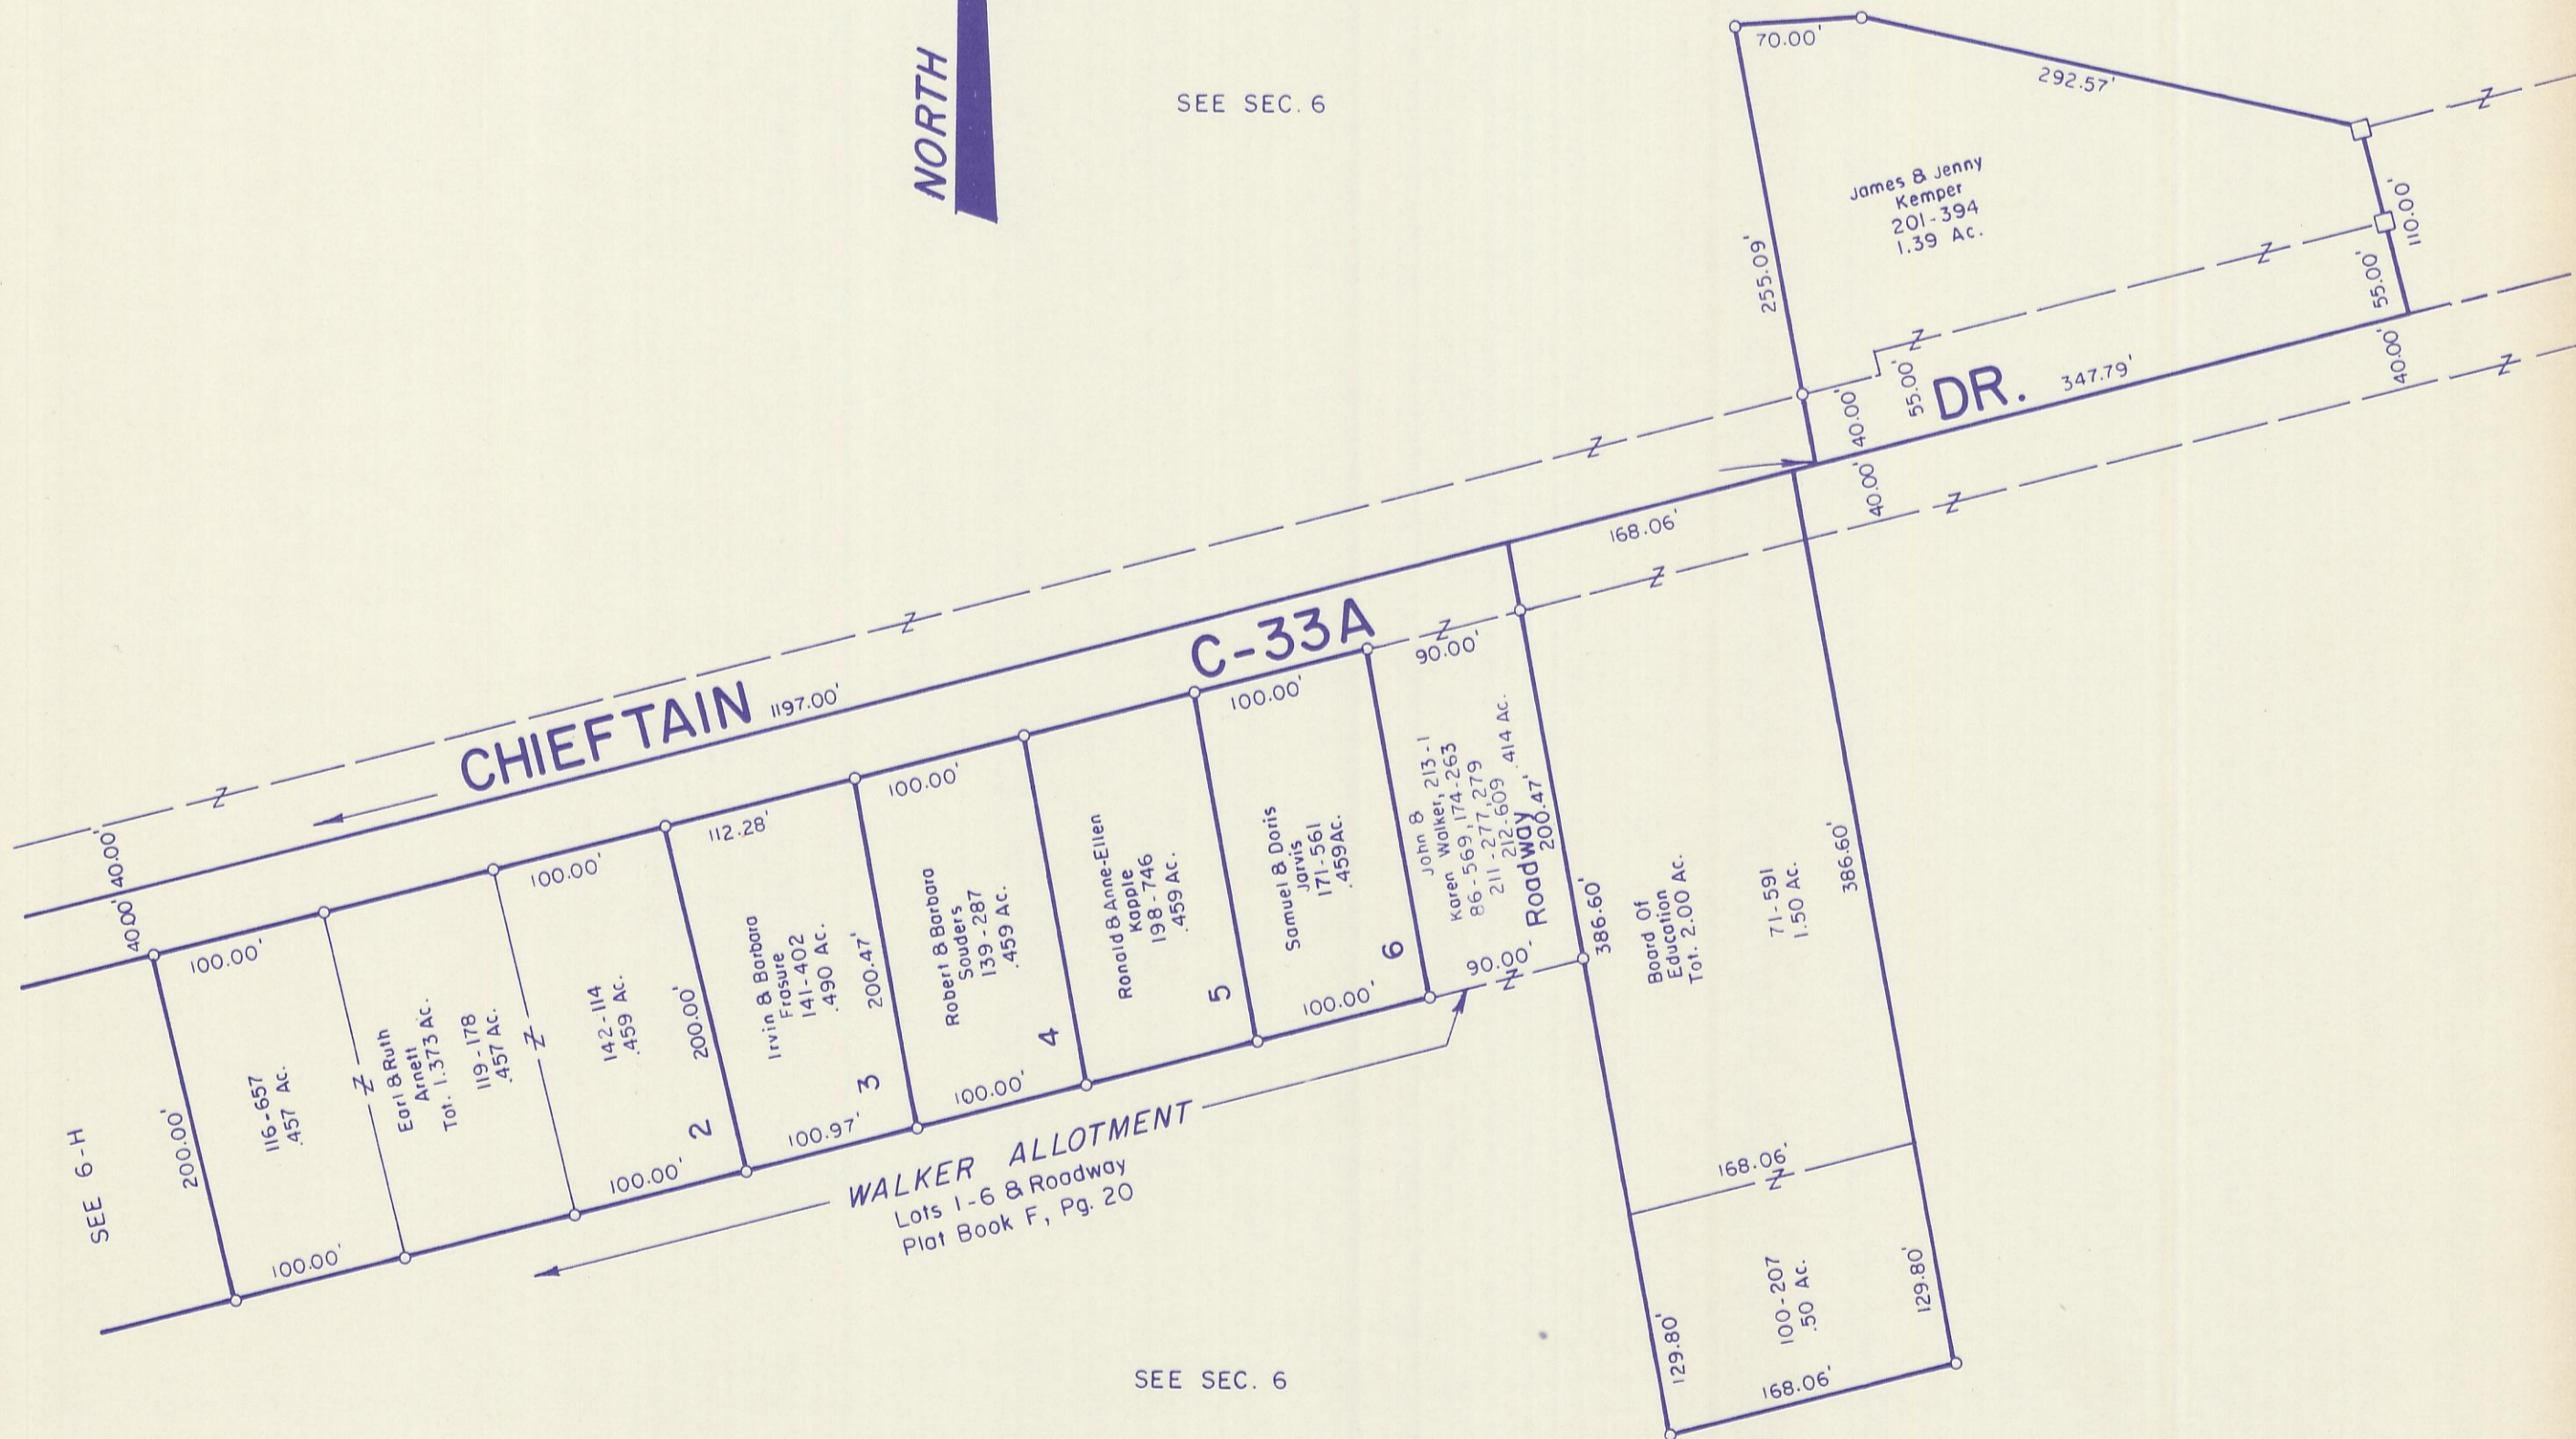 NORTH
SEE SEC. 6
70.00'
292.57'
James & Jenny
Kemper
201-394
1.39 Ac.
255.09'
110.00'
55.00'
40.00'
55.00'
40.00'
40.00'
DR.
347.79'
168.06'
C-33A
CHIEFTAIN
1197.00'
40.00'
40.00'
100.00'
100.00'
112.28'
100.00'
100.00'
90.00'
SEE 6-H
200.00'
116-657
.457 Ac.
Earl & Ruth
Arnett
Tot. 1.373 Ac.
119-178
.457 Ac.
142-114
.459 Ac.
2
200.00'
Irvin & Barbara
Frasure
141-402
.490 Ac.
3
200.47'
Robert & Barbara
Souders
139-287
.459 Ac.
4
Ronald & Anne-Ellen
Kapple
198-746
.459 Ac.
5
Samuel & Doris
Jarvis
171-561
.459 Ac.
6
John &
Karen Walker, 213-1
86-569, 174-263
211-277, 279
212-609 .414 Ac.
Roadway
200.47'
386.60'
Board Of
Education
Tot. 2.00 Ac.
71-591
1.50 Ac.
386.60'
100.00'
100.00'
100.97'
100.00'
100.00'
90.00'
WALKER ALLOTMENT
Lots 1-6 & Roadway
Plat Book F, Pg. 20
168.06'
129.80'
100-207
.50 Ac.
129.80'
168.06'
SEE SEC. 6